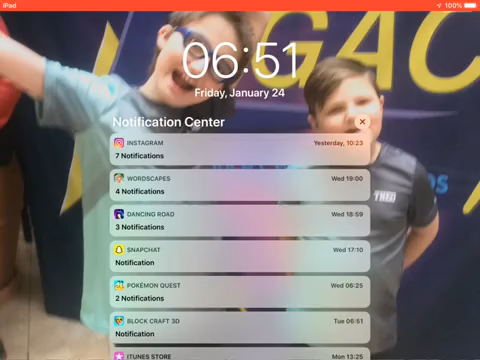 iPad
100%
GAC
06:51
Friday, January 24
Notification Center
INSTAGRAM
Yesterday, 10:23
7 Notifications
WORDSCAPES
Wed 19:00
4 Notifications
DANCING ROAD
Wed 18:59
3 Notifications
SNAPCHAT
Wed 17:10
Notification
POKÉMON QUEST
Wed 06:25
2 Notifications
BLOCK CRAFT 3D
Tue 06:51
Notification
ITUNES STORE
Mon 13:25